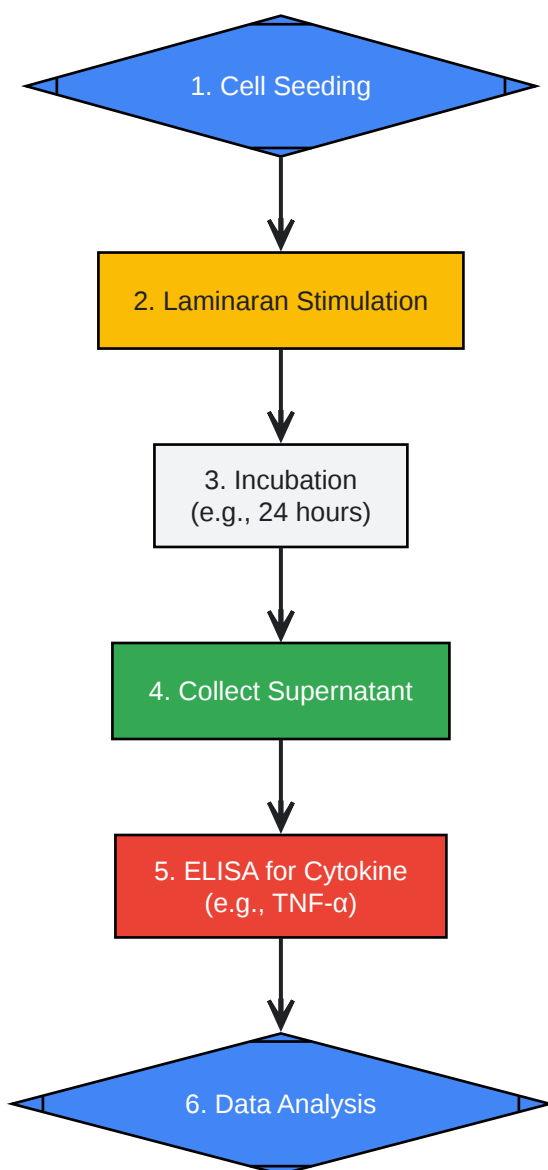 1. Cell Seeding
2. Laminaran Stimulation
3. Incubation
(e.g., 24 hours)
4. Collect Supernatant
5. ELISA for Cytokine
(e.g., TNF-α)
6. Data Analysis